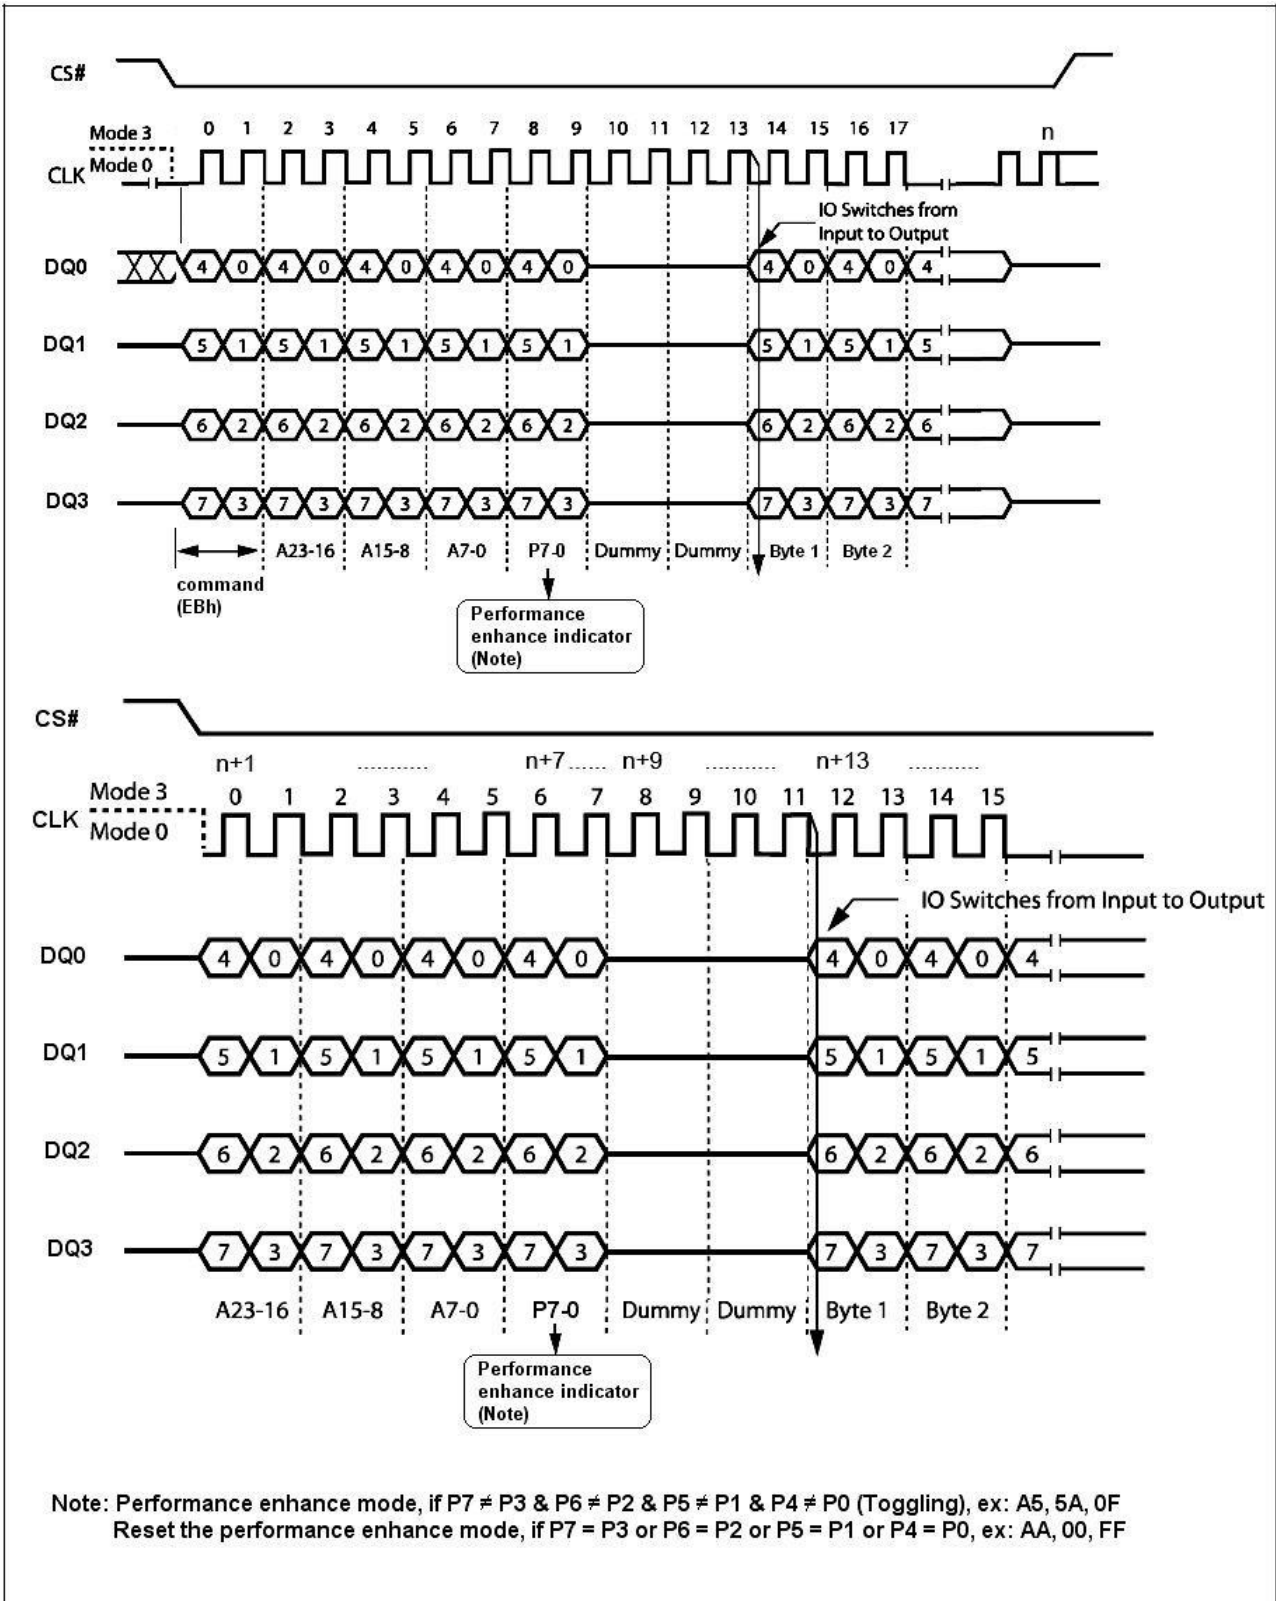 CS#
Mode 3 0 1 2 3 4 5 6 7 8 9 10 11 12 13 14 15 16 17 n
CLK Mode 0
IO Switches from
Input to Output
DQ0 4 0 4 0 4 0 4 0 4 0 4 0 4 0 4
DQ1 5 1 5 1 5 1 5 1 5 1 5 1 5 1 5
DQ2 6 2 6 2 6 2 6 2 6 2 6 2 6 2 6
DQ3 7 3 7 3 7 3 7 3 7 3 7 3 7 3 7
A23-16 A15-8 A7-0 P7-0 Dummy Dummy Byte 1 Byte 2
command
(EBh)
Performance
enhance indicator
(Note)
CS#
n+1 ............ n+7 ...... n+9 ............ n+13 ............
Mode 3 0 1 2 3 4 5 6 7 8 9 10 11 12 13 14 15
CLK Mode 0
IO Switches from Input to Output
DQ0 4 0 4 0 4 0 4 0 4 0 4 0 4
DQ1 5 1 5 1 5 1 5 1 5 1 5 1 5
DQ2 6 2 6 2 6 2 6 2 6 2 6 2 6
DQ3 7 3 7 3 7 3 7 3 7 3 7 3 7
A23-16 A15-8 A7-0 P7-0 Dummy Dummy Byte 1 Byte 2
Performance
enhance indicator
(Note)
Note: Performance enhance mode, if P7 ≠ P3 & P6 ≠ P2 & P5 ≠ P1 & P4 ≠ P0 (Toggling), ex: A5, 5A, 0F
Reset the performance enhance mode, if P7 = P3 or P6 = P2 or P5 = P1 or P4 = P0, ex: AA, 00, FF